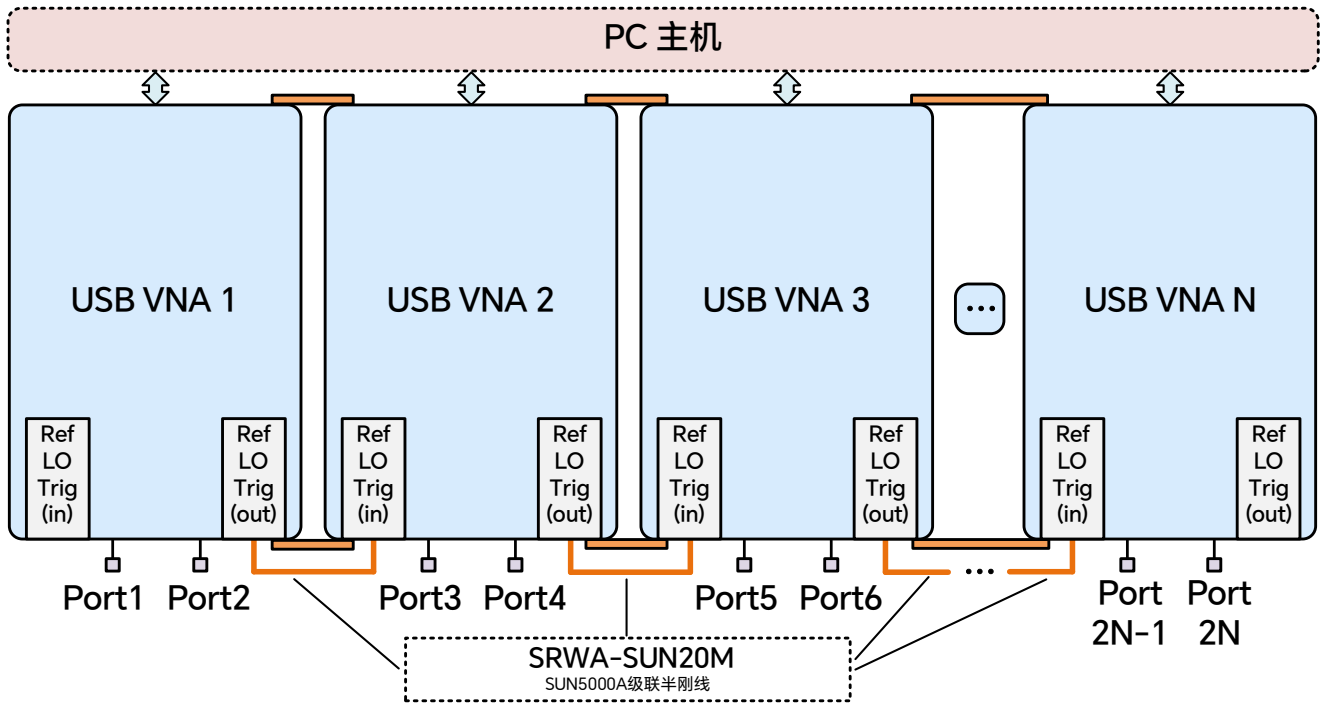 PC 主机
USB VNA 1
USB VNA 2
USB VNA 3
...
USB VNA N
Ref
LO
Trig
(in)
Ref
LO
Trig
(out)
Ref
LO
Trig
(in)
Ref
LO
Trig
(out)
Ref
LO
Trig
(in)
Ref
LO
Trig
(out)
Ref
LO
Trig
(in)
Ref
LO
Trig
(out)
...
Port1
Port2
Port3
Port4
Port5
Port6
Port
2N-1
Port
2N
SRWA-SUN20M
SUN5000A级联半刚线